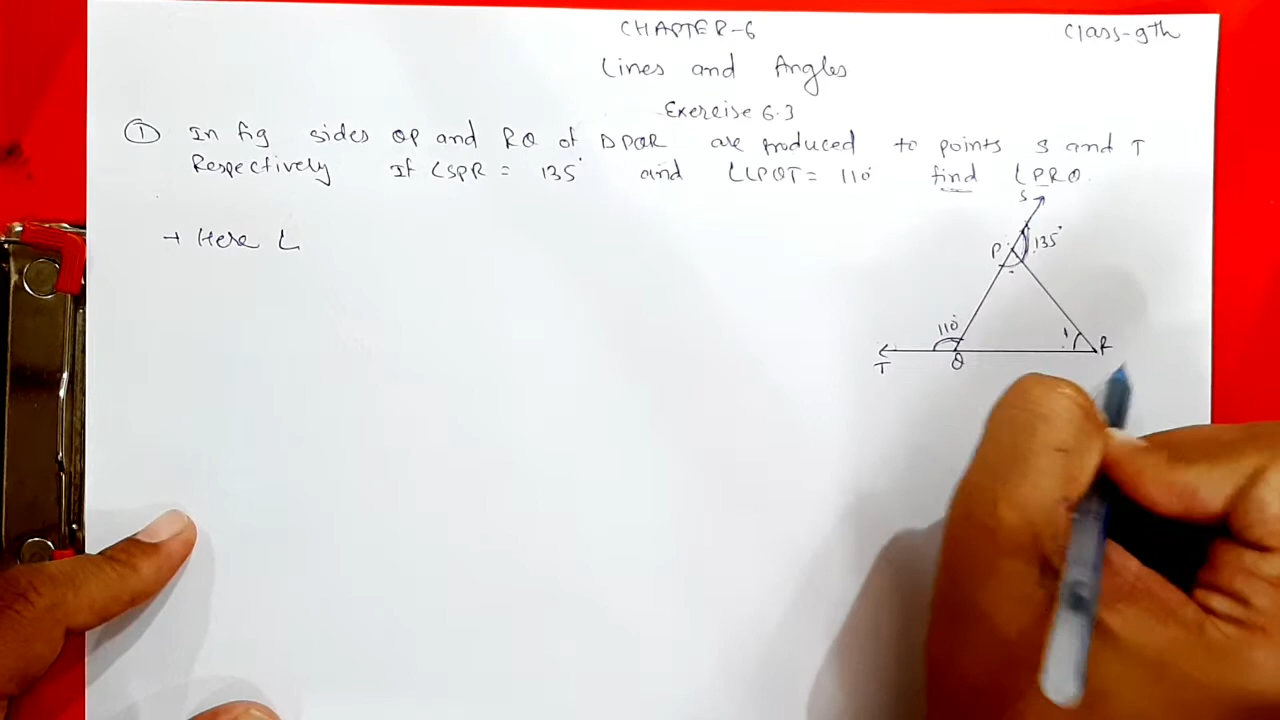 CHAPTER-6
Class-9th
Lines and Angles
Exercise 6.3
① In fig sides QP and RQ of ΔPQR are produced to points S and T
Respectively If ∠SPR = 135° and ∠LPQT = 110° find ∠PRQ.
→ Here ∠
S
P 135°
110°
R
T Q